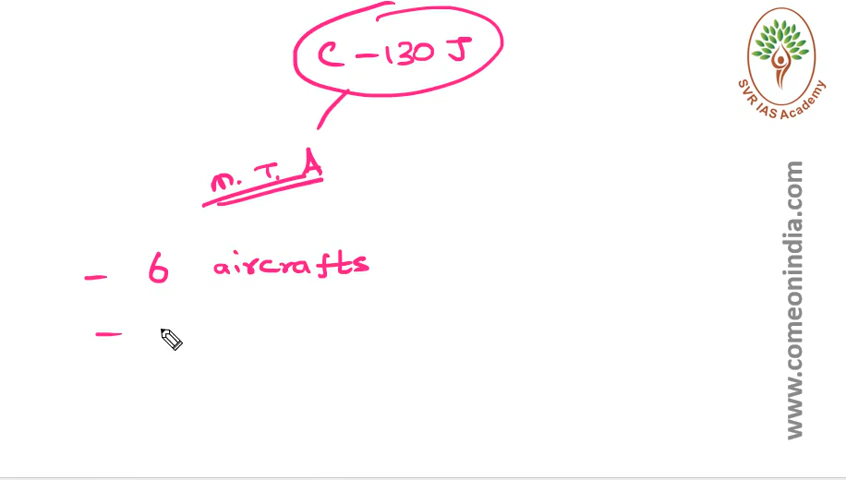 C-130 J
M. T. A
- 6 aircrafts
-
SVR IAS Academy
www.comeonindia.com